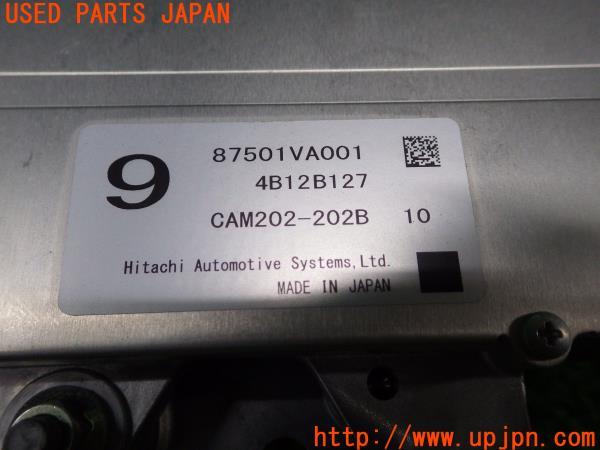 USED PARTS JAPAN
9
87501VA001
4B12B127
CAM202-202B 10
Hitachi Automotive Systems,Ltd.
MADE IN JAPAN
http://www.upjpn.com/